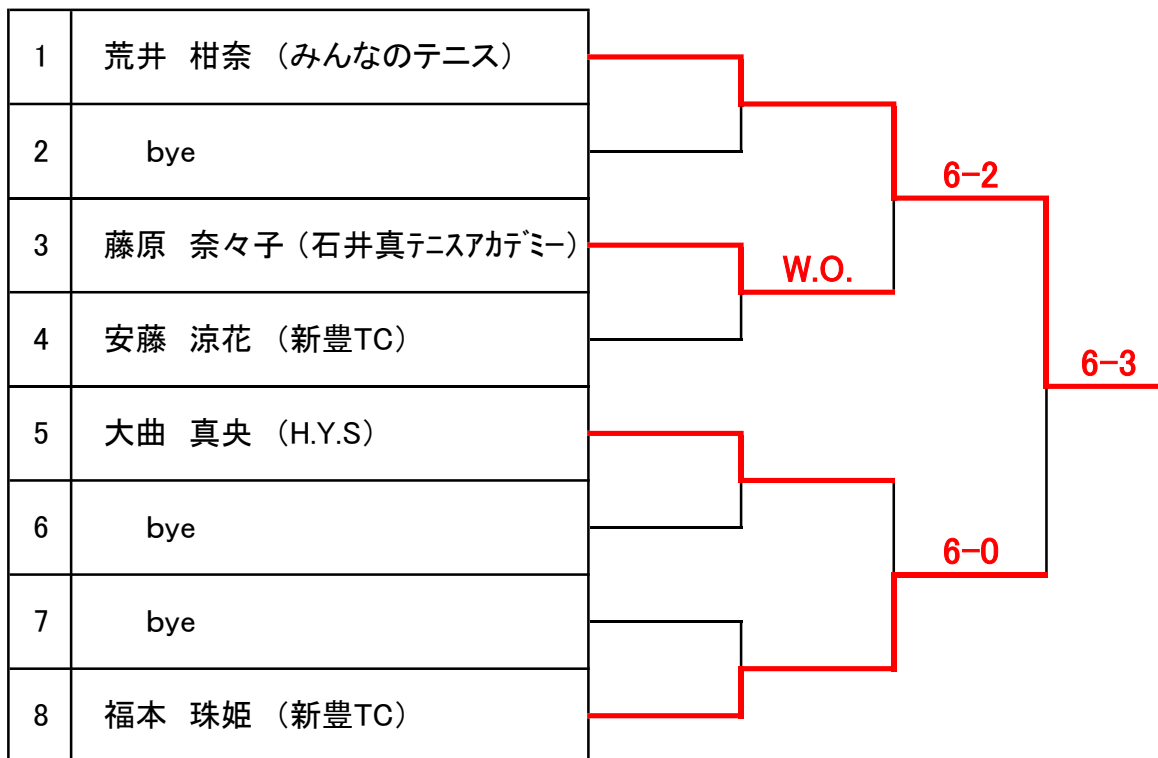 1 荒井 柑奈 （みんなのテニス）
2 bye
6-2
3 藤原 奈々子 （石井真テニスアカデミー）
W.O.
4 安藤 涼花 （新豊TC）
6-3
5 大曲 真央 （H.Y.S）
6 bye
6-0
7 bye
8 福本 珠姫 （新豊TC）